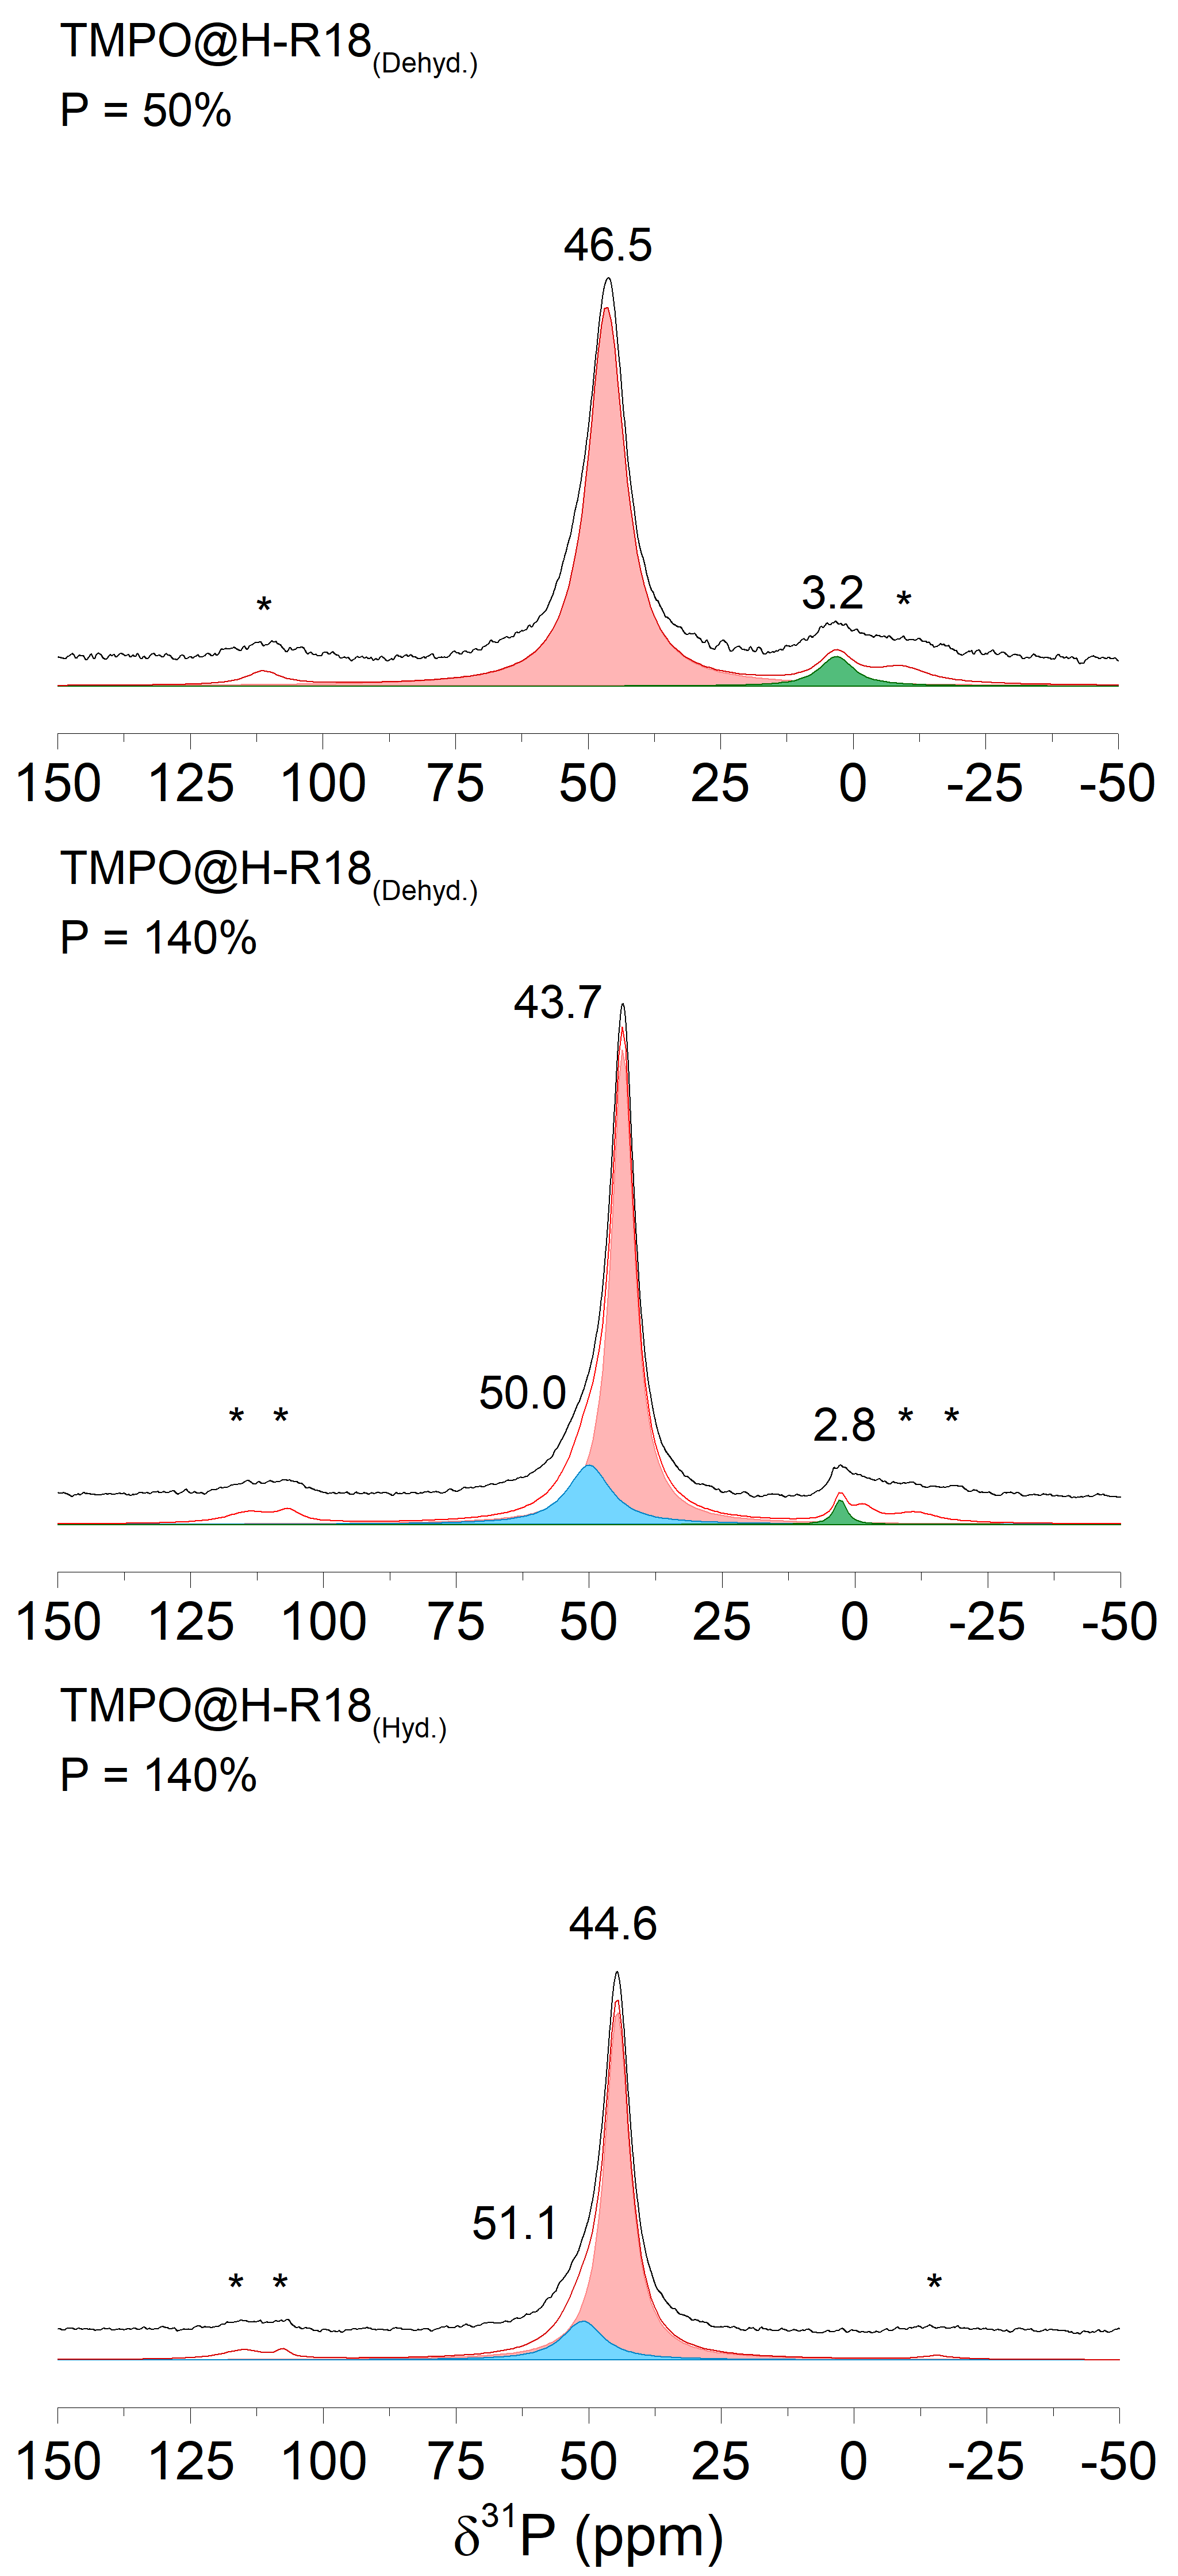 TMPO@H-R18(Dehyd.)
P = 50%
46.5
3.2
*
*
150 125 100 75 50 25 0 -25 -50
TMPO@H-R18(Dehyd.)
P = 140%
43.7
50.0
* * 2.8 * *
150 125 100 75 50 25 0 -25 -50
TMPO@H-R18(Hyd.)
P = 140%
44.6
51.1
* * *
150 125 100 75 50 25 0 -25 -50
δ31P (ppm)